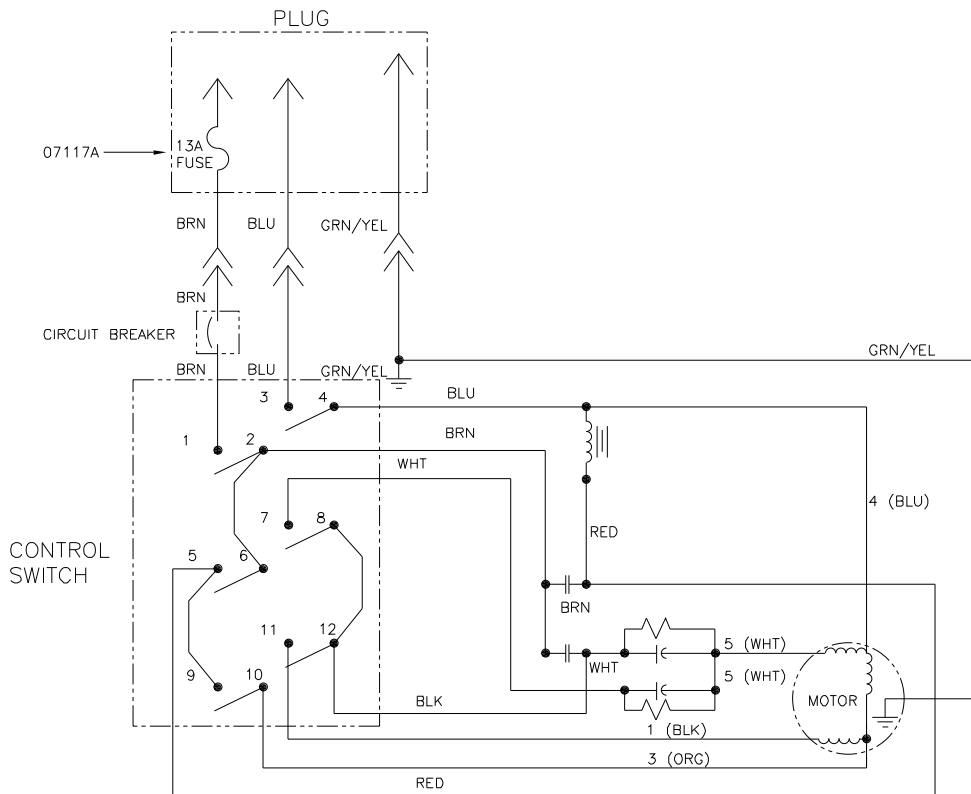 PLUG
07117A
13A
FUSE
BRN
BLU
GRN/YEL
BRN
CIRCUIT BREAKER
BRN
BLU
GRN/YEL
GRN/YEL
3
4
BLU
1
2
BRN
WHT
4 (BLU)
7
8
RED
CONTROL
SWITCH
5
6
BRN
11
12
WHT
5 (WHT)
5 (WHT)
9
10
BLK
MOTOR
1 (BLK)
3 (ORG)
RED